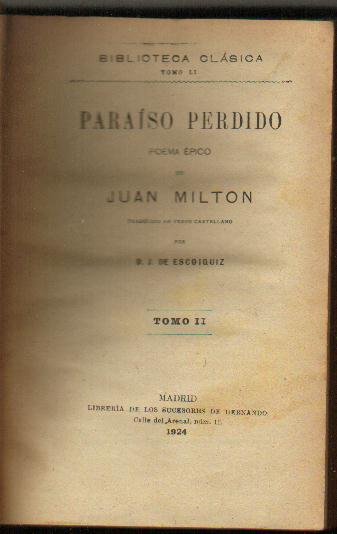 BIBLIOTECA CLÁSICA
TOMO LI
PARAÍSO PERDIDO
POEMA ÉPICO
DE
JUAN MILTON
TRADUCIDO EN VERSO CASTELLANO
POR
D. J. DE ESCOIQUIZ
TOMO II
MADRID
LIBRERÍA DE LOS SUCESORES DE HERNANDO
Calle del Arenal, núm. 11.
1924